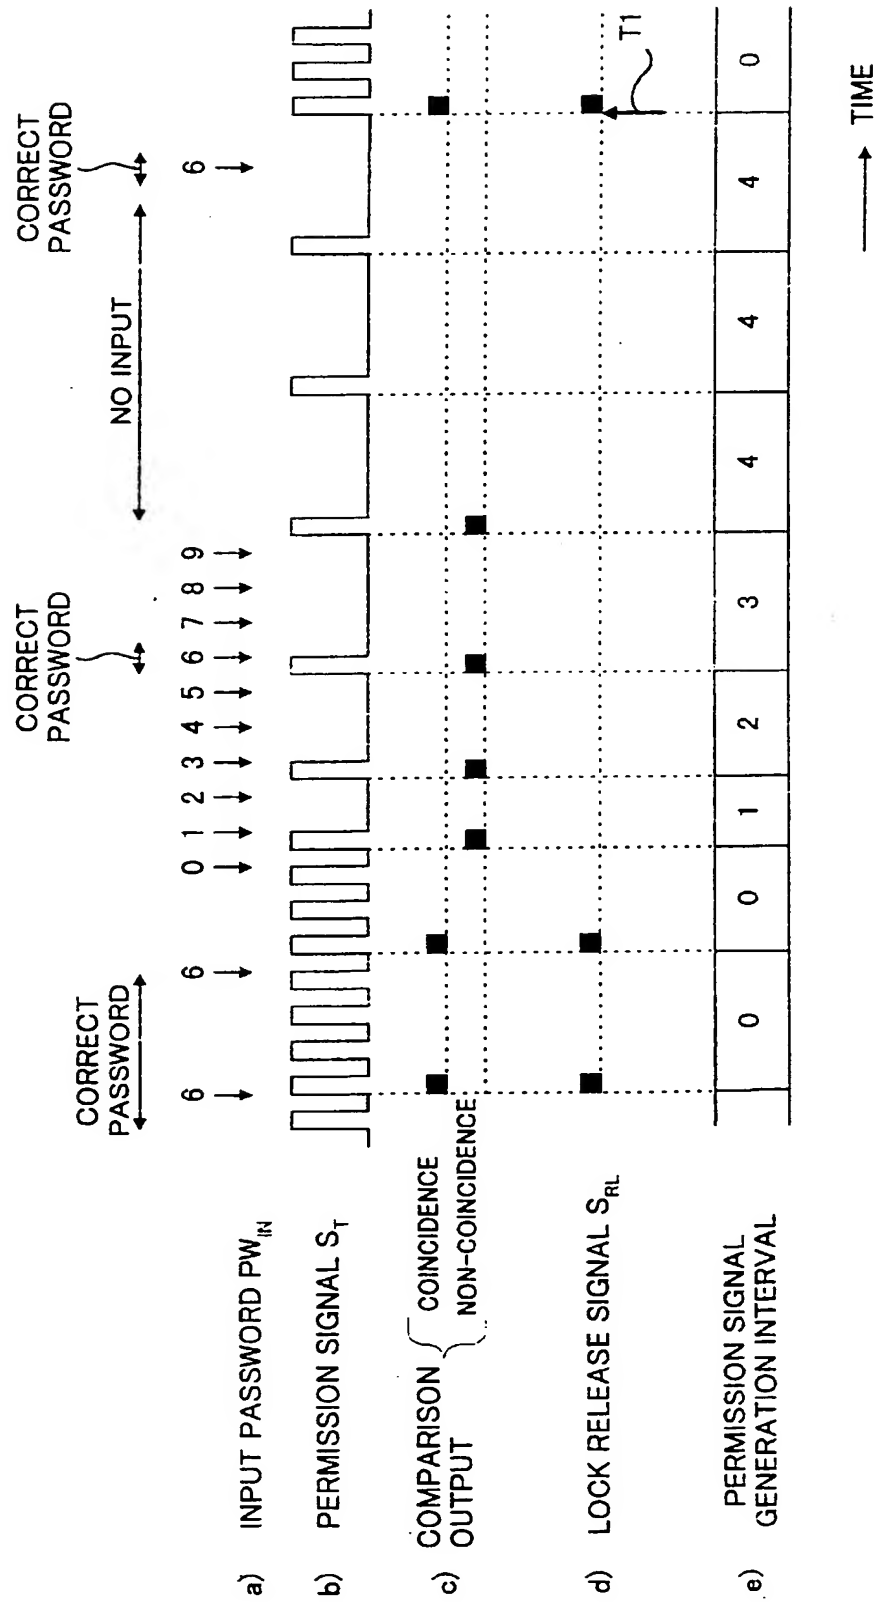 CORRECT
PASSWORD
CORRECT
PASSWORD
NO INPUT
CORRECT
PASSWORD
a) INPUT PASSWORD PW_IN
6 6 0 1 2 3 4 5 6 7 8 9 6
b) PERMISSION SIGNAL S_T
c) COMPARISON
OUTPUT
COINCIDENCE
NON-COINCIDENCE
d) LOCK RELEASE SIGNAL S_RL
T1
e) PERMISSION SIGNAL
GENERATION INTERVAL
0 0 1 2 3 4 4 4 0
TIME